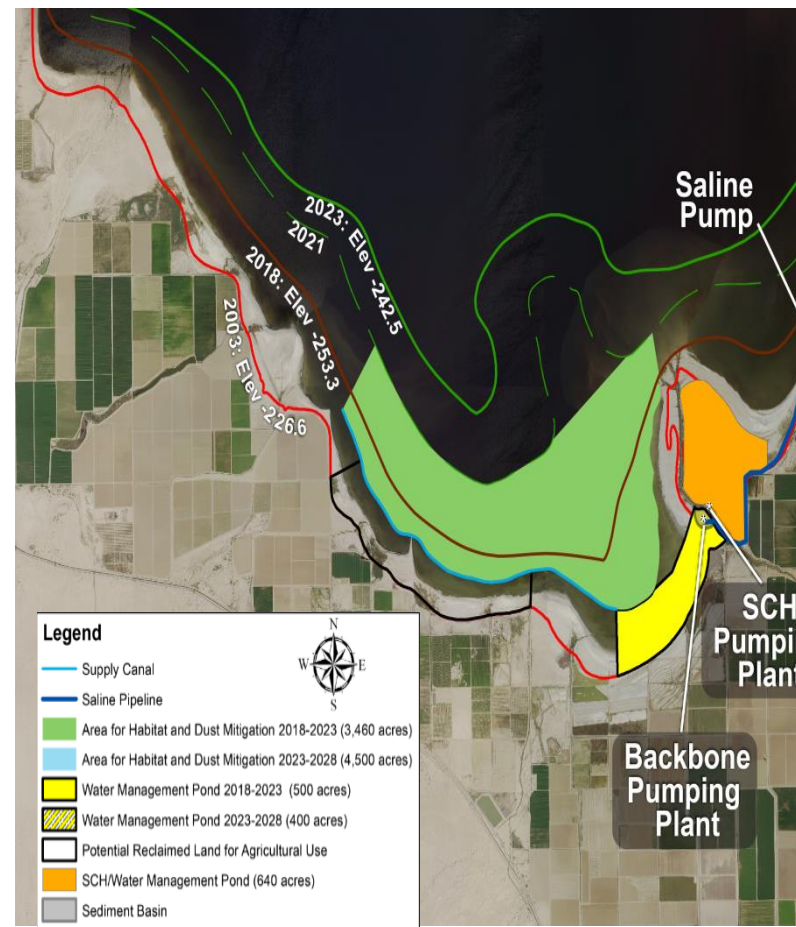 Saline
Pump
2023: Elev -242.5
2021
2018: Elev -253.3
2003: Elev -226.6
SCH
Pumpi
Plant
Backbone
Pumping
Plant
Legend
N
W
E
S
Supply Canal
Saline Pipeline
Area for Habitat and Dust Mitigation 2018-2023 (3,460 acres)
Area for Habitat and Dust Mitigation 2023-2028 (4,500 acres)
Water Management Pond 2018-2023 (500 acres)
Water Management Pond 2023-2028 (400 acres)
Potential Reclaimed Land for Agricultural Use
SCH/Water Management Pond (640 acres)
Sediment Basin